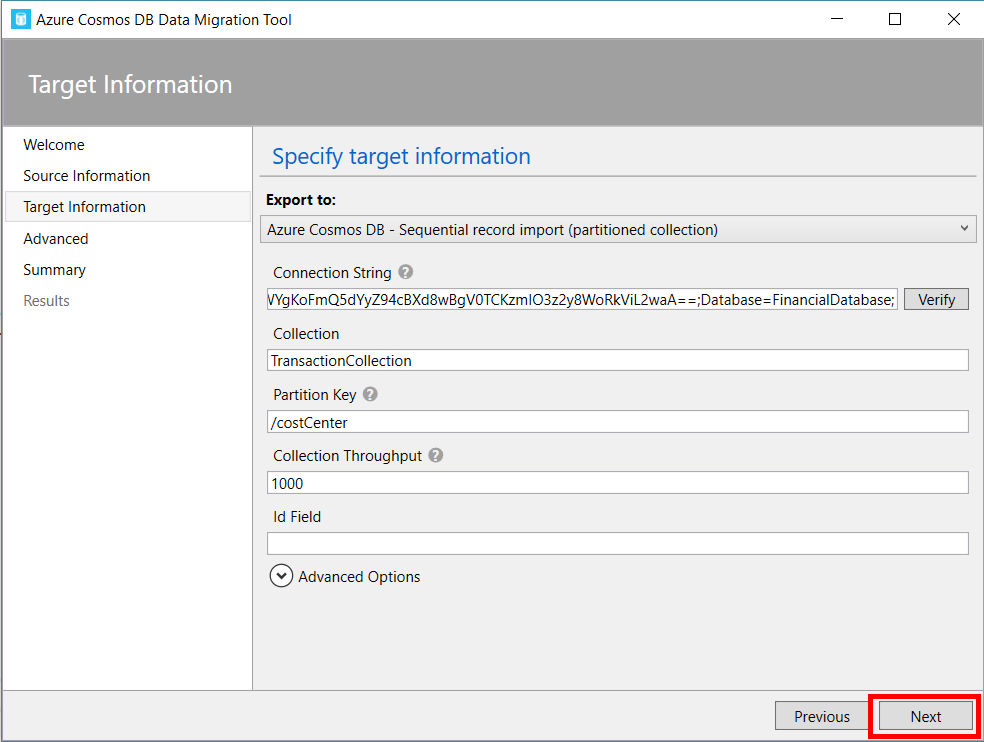 Azure Cosmos DB Data Migration Tool
Target Information
Welcome
Source Information
Target Information
Advanced
Summary
Results
Specify target information
Export to:
Azure Cosmos DB - Sequential record import (partitioned collection)
Connection String
VYgKoFmQ5dYyZ94cBXd8wBgV0TCKzmIO3z2y8WoRkViL2waA==;Database=FinancialDatabase;
Verify
Collection
TransactionCollection
Partition Key
/costCenter
Collection Throughput
1000
Id Field
Advanced Options
Previous
Next